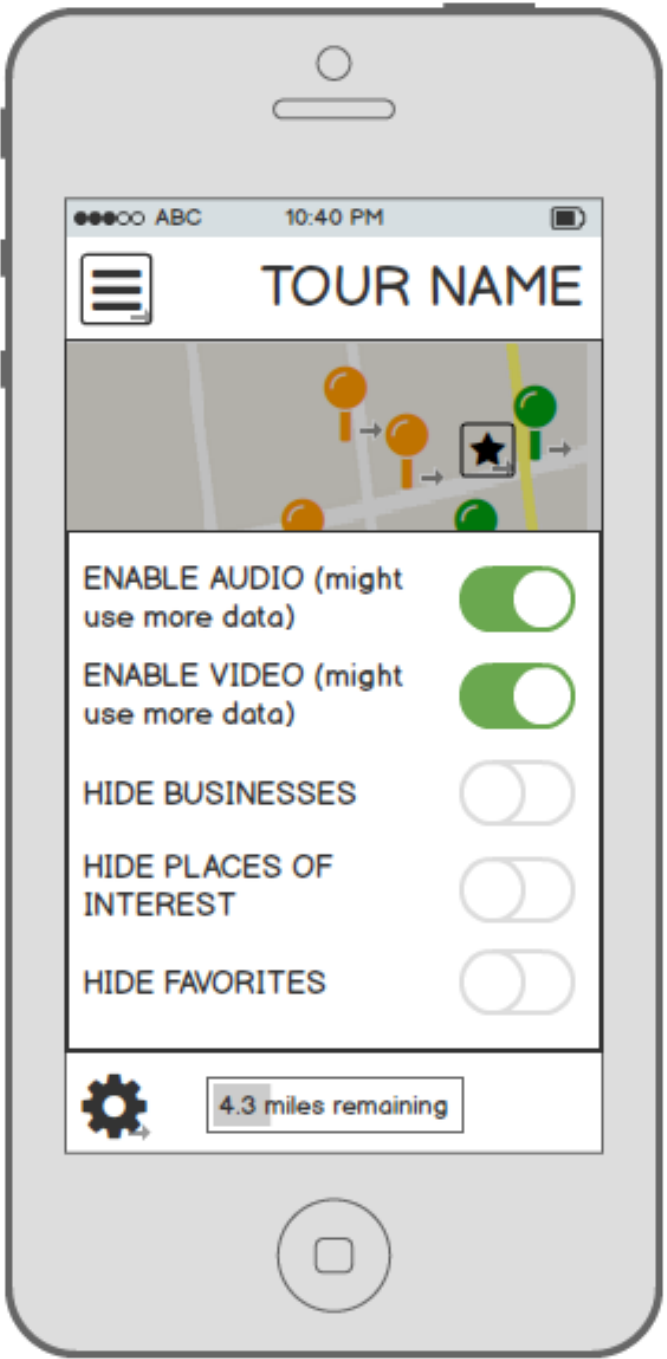 ABC 10:40 PM
TOUR NAME
ENABLE AUDIO (might
use more data)
ENABLE VIDEO (might
use more data)
HIDE BUSINESSES
HIDE PLACES OF
INTEREST
HIDE FAVORITES
4.3 miles remaining